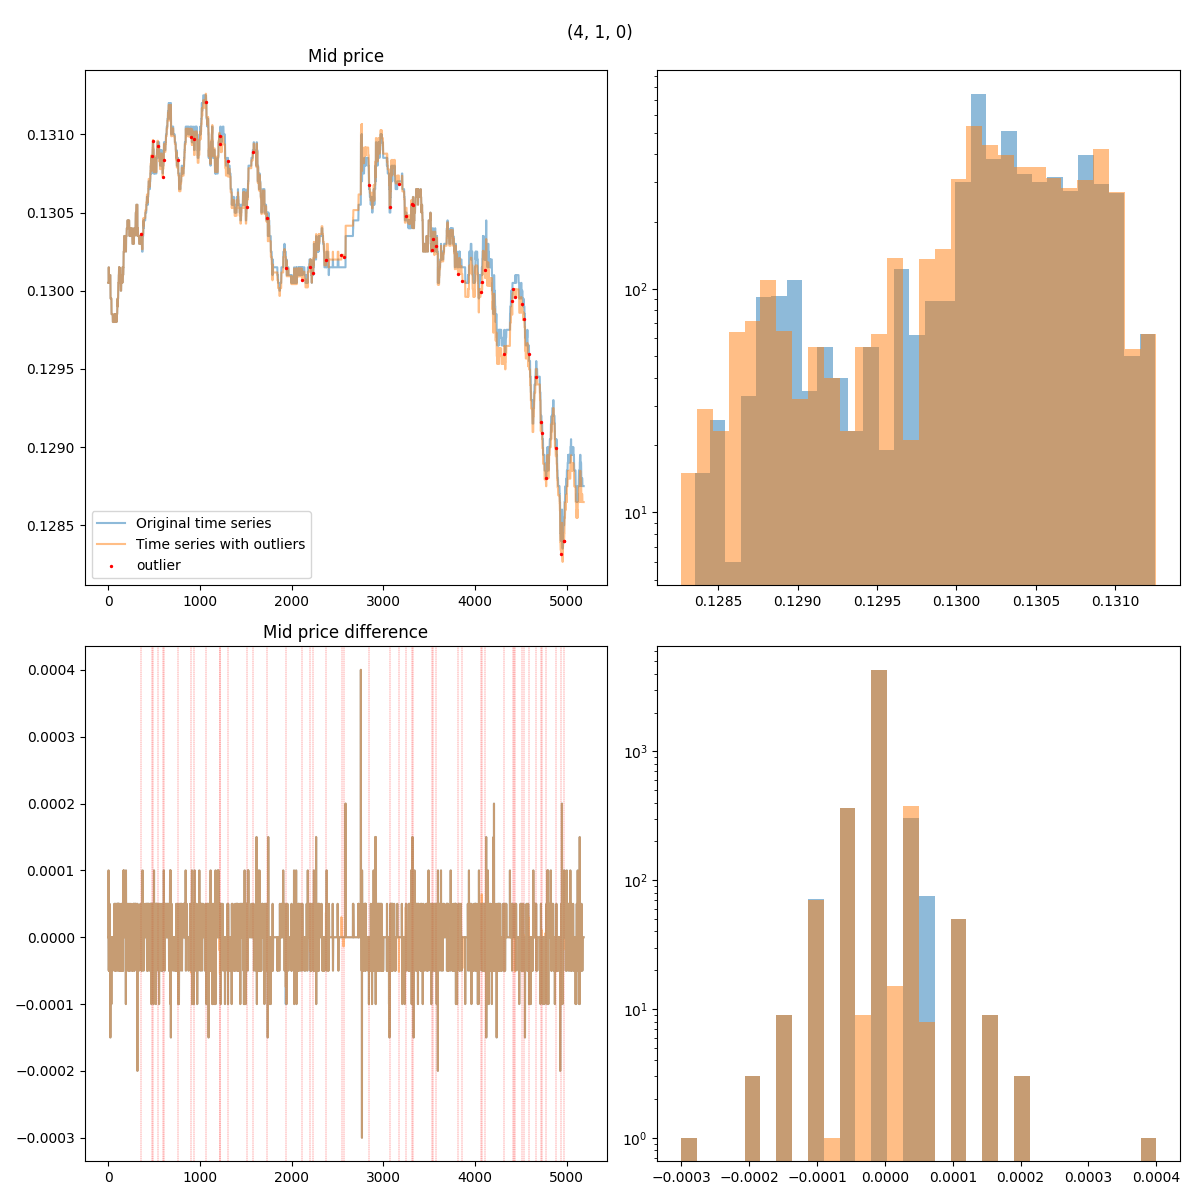 (4, 1, 0)
Mid price
0.1310
0.1305
0.1300
0.1295
0.1290
0.1285
Original time series
Time series with outliers
outlier
0 1000 2000 3000 4000 5000
10²
10¹
0.1285 0.1290 0.1295 0.1300 0.1305 0.1310
Mid price difference
0.0004
0.0003
0.0002
0.0001
0.0000
−0.0001
−0.0002
−0.0003
0 1000 2000 3000 4000 5000
10³
10²
10¹
10⁰
−0.0003 −0.0002 −0.0001 0.0000 0.0001 0.0002 0.0003 0.0004